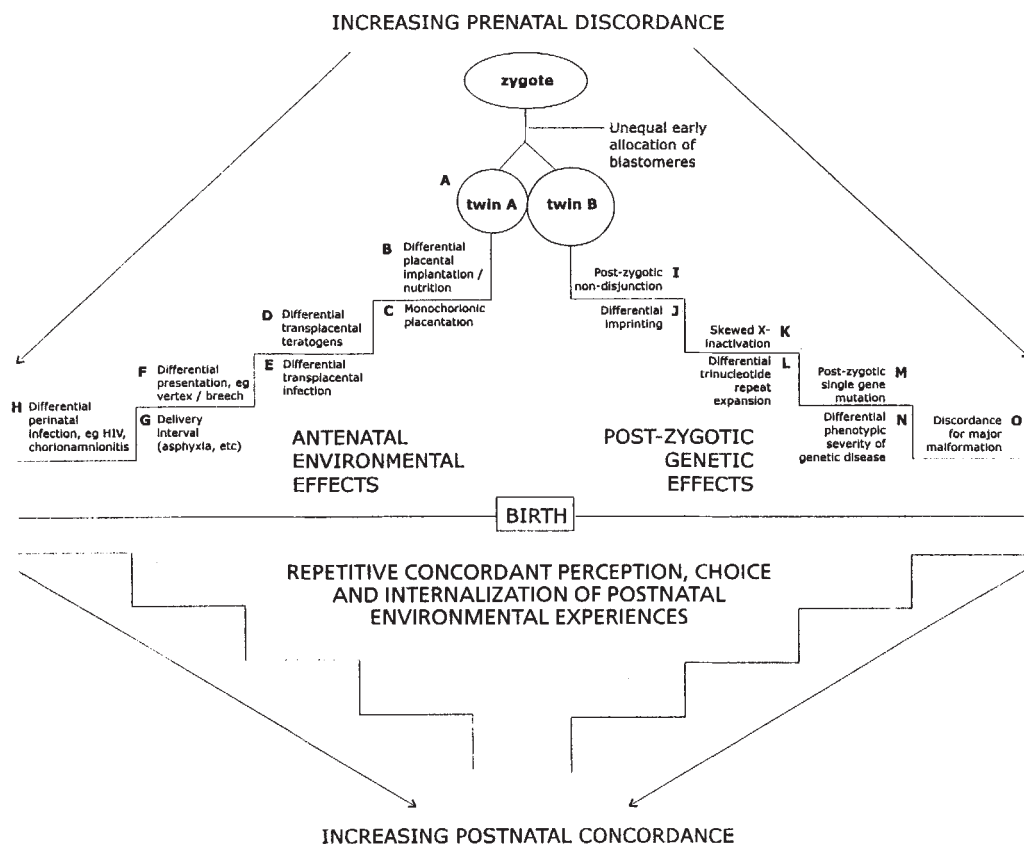 INCREASING PRENATAL DISCORDANCE
zygote
Unequal early
allocation of
blastomeres
A
twin A
twin B
B Differential
placental
implantation /
nutrition
C Monochorionic
placentation
D Differential
transplacental
teratogens
E Differential
transplacental
infection
F Differential
presentation, eg
vertex / breech
G Delivery
interval
(asphyxia, etc)
H Differential
perinatal
infection, eg HIV,
chorionamnionitis
Post-zygotic I
non-disjunction
Differential J
imprinting
Skewed X- K
inactivation
Differential L
trinucleotide
repeat
expansion
Post-zygotic M
single gene
mutation
Differential N
phenotypic
severity of
genetic disease
Discordance O
for major
malformation
ANTENATAL
ENVIRONMENTAL
EFFECTS
POST-ZYGOTIC
GENETIC
EFFECTS
BIRTH
REPETITIVE CONCORDANT PERCEPTION, CHOICE
AND INTERNALIZATION OF POSTNATAL
ENVIRONMENTAL EXPERIENCES
INCREASING POSTNATAL CONCORDANCE